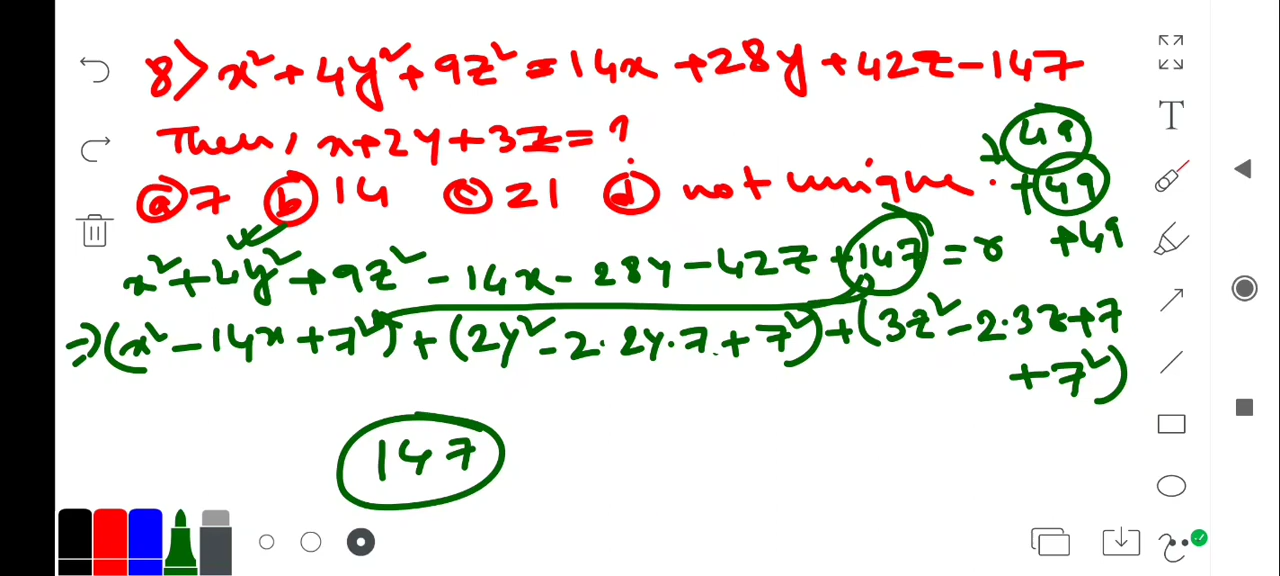 8> x² + 4y² + 9z² = 14x + 28y + 42z - 147
Then, x+2y+3z = ?
+49
a 7 b 14 c 21 d not unique.
+49
+49
x² + 4y² + 9z² - 14x - 28y - 42z + 147 = 0
⇒ (x² - 14x + 7²) + (2y² - 2·2y·7 + 7²) + (3z² - 2·3z+7
+ 7²)
147
T